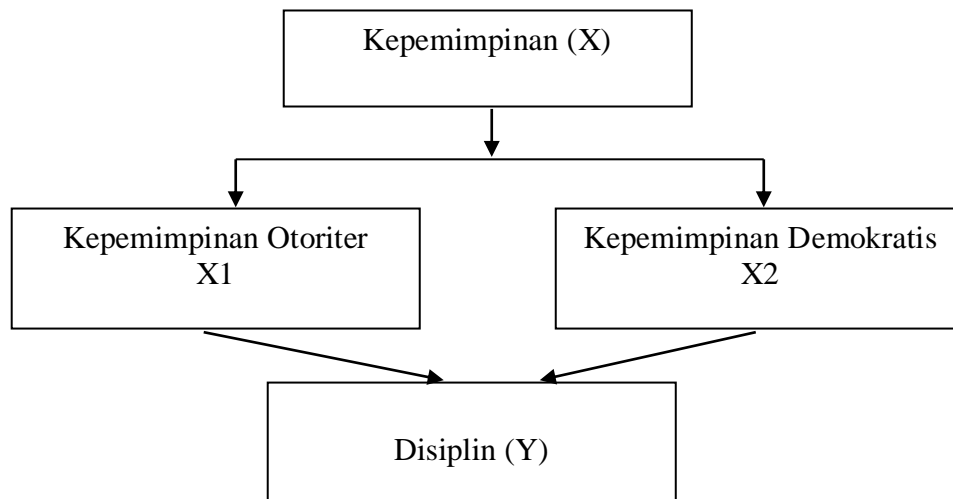 Kepemimpinan (X)
Kepemimpinan Otoriter
X1
Kepemimpinan Demokratis
X2
Disiplin (Y)